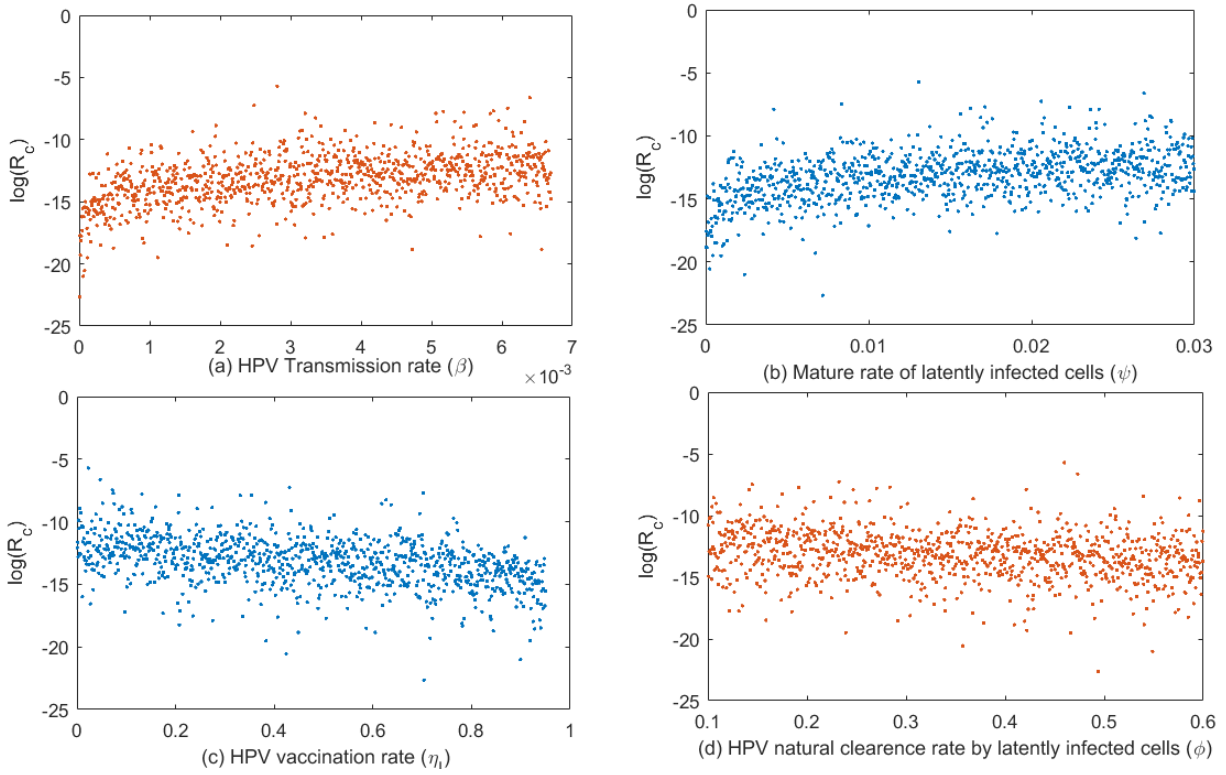 0
-5
-10
-15
-20
-25
log(R_c)
0 1 2 3 4 5 6 7
(a) HPV Transmission rate (β)
×10^-3
0
-5
-10
-15
-20
-25
log(R_c)
0 0.01 0.02 0.03
(b) Mature rate of latently infected cells (ψ)
0
-5
-10
-15
-20
-25
log(R_c)
0 0.2 0.4 0.6 0.8 1
(c) HPV vaccination rate (η_l)
0
-5
-10
-15
-20
-25
log(R_c)
0.1 0.2 0.3 0.4 0.5 0.6
(d) HPV natural clearence rate by latently infected cells (ϕ)